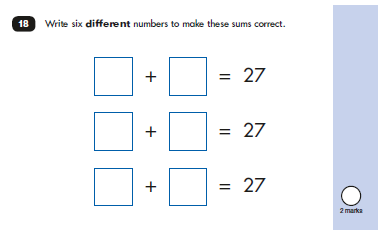 18 Write six different numbers to make these sums correct.
+ = 27
+ = 27
+ = 27
2 marks